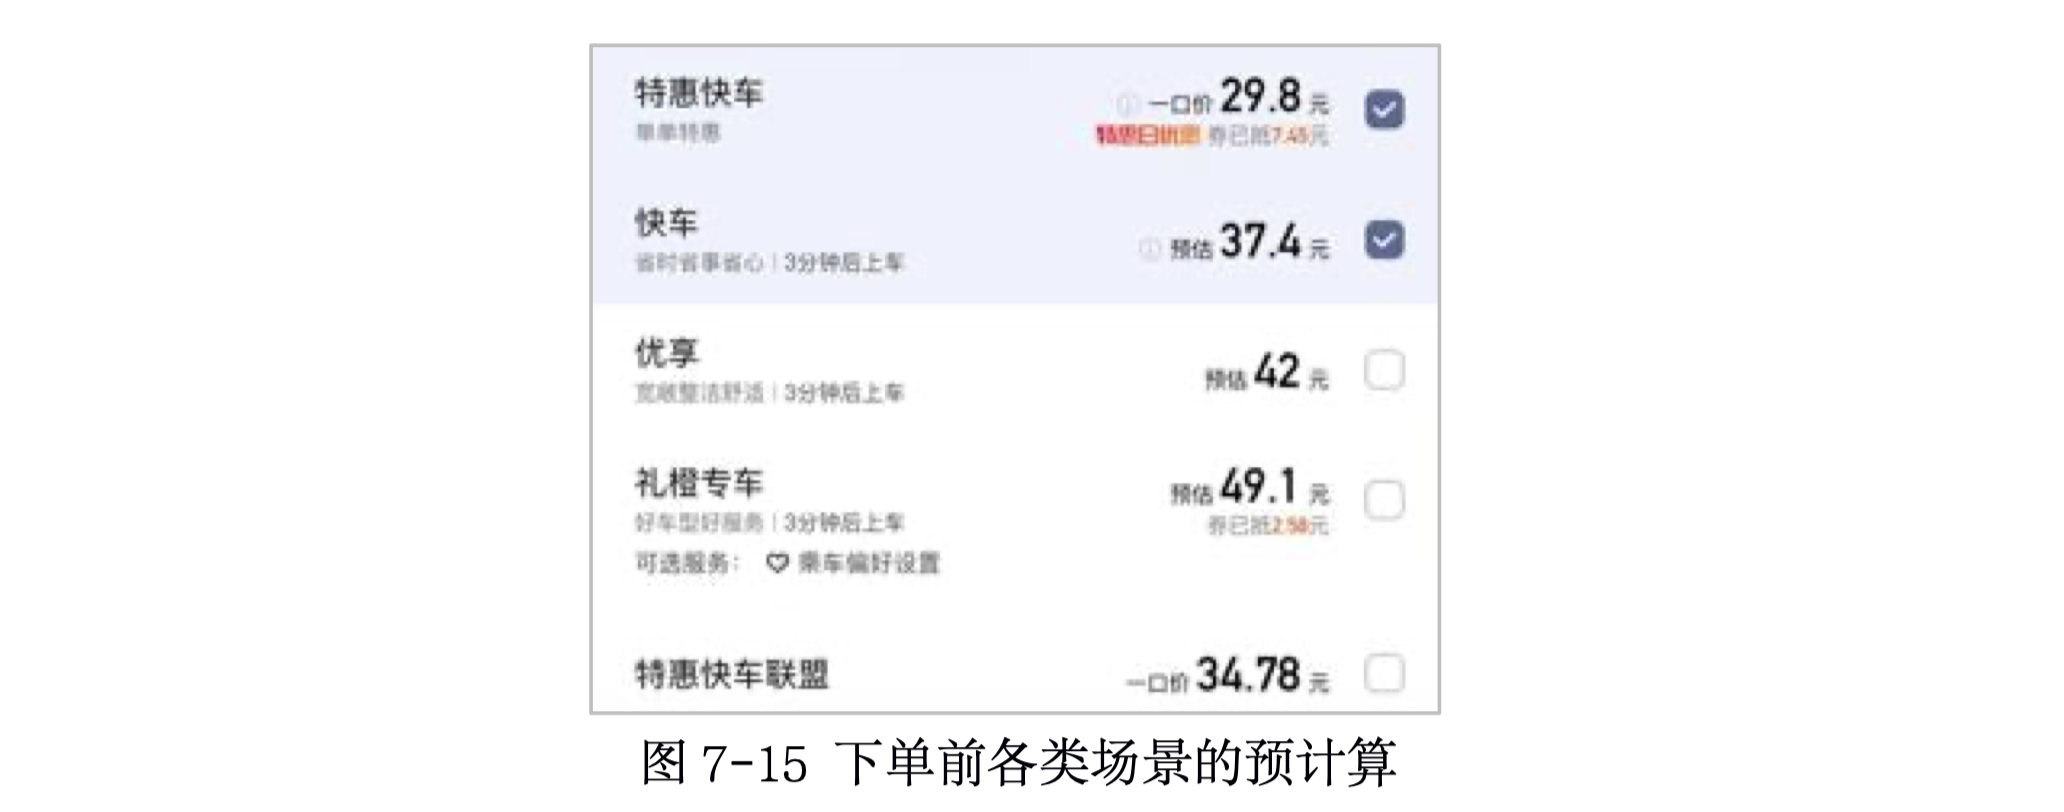 特惠快车
一口价 29.8 元
单单特惠
特惠日优惠 券已抵7.45元
快车
预估 37.4 元
省时省事省心 | 3分钟后上车
优享
预估 42 元
宽敞整洁舒适 | 3分钟后上车
礼橙专车
预估 49.1 元
好车型好服务 | 3分钟后上车
券已抵2.58元
可选服务： 乘车偏好设置
特惠快车联盟
一口价 34.78 元
图 7-15 下单前各类场景的预计算